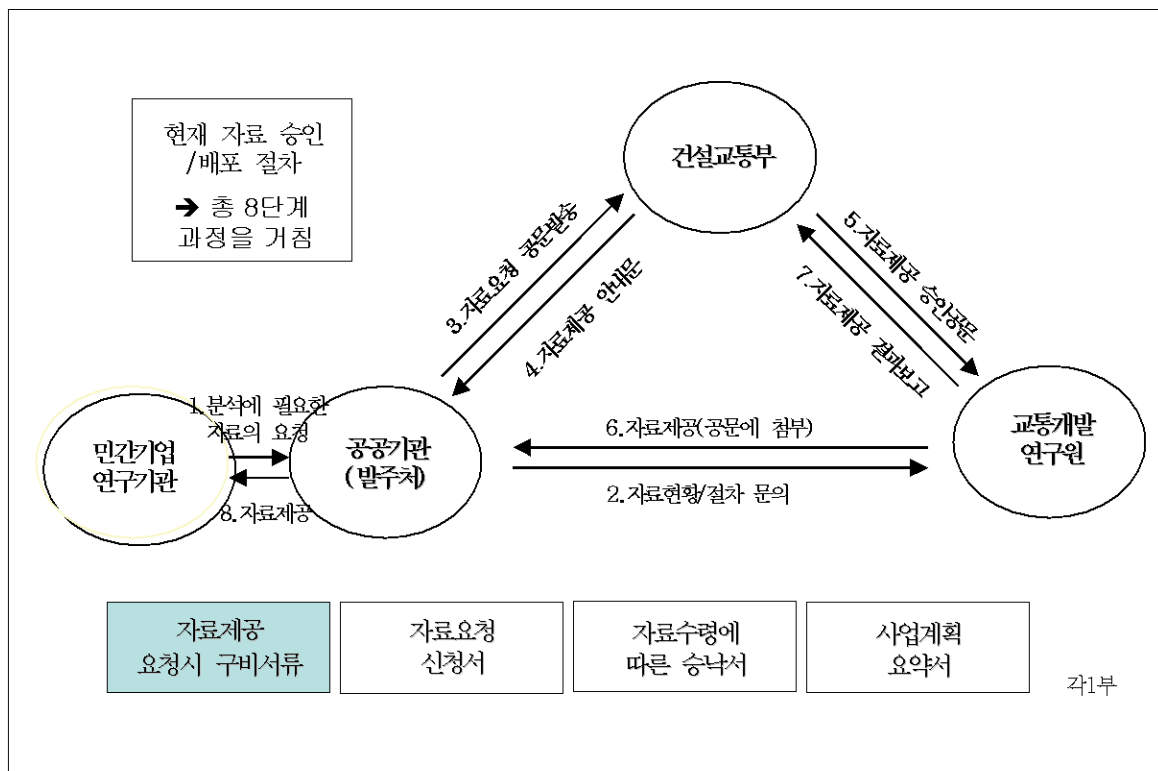 현재 자료 승인
/배포 절차
➔ 총 8단계
과정을 거침
건설교통부
3.자료요청 공문발송
4.자료제공 안내문
5.자료제공 승인공문
7.자료제공 결과보고
민간기업
연구기관
1.분석에 필요한
자료의 요청
8.자료제공
공공기관
(발주처)
6.자료제공(공문에 첨부)
2.자료현황/절차 문의
교통개발
연구원
자료제공
요청시 구비서류
자료요청
신청서
자료수령에
따른 승낙서
사업계획
요약서
각1부